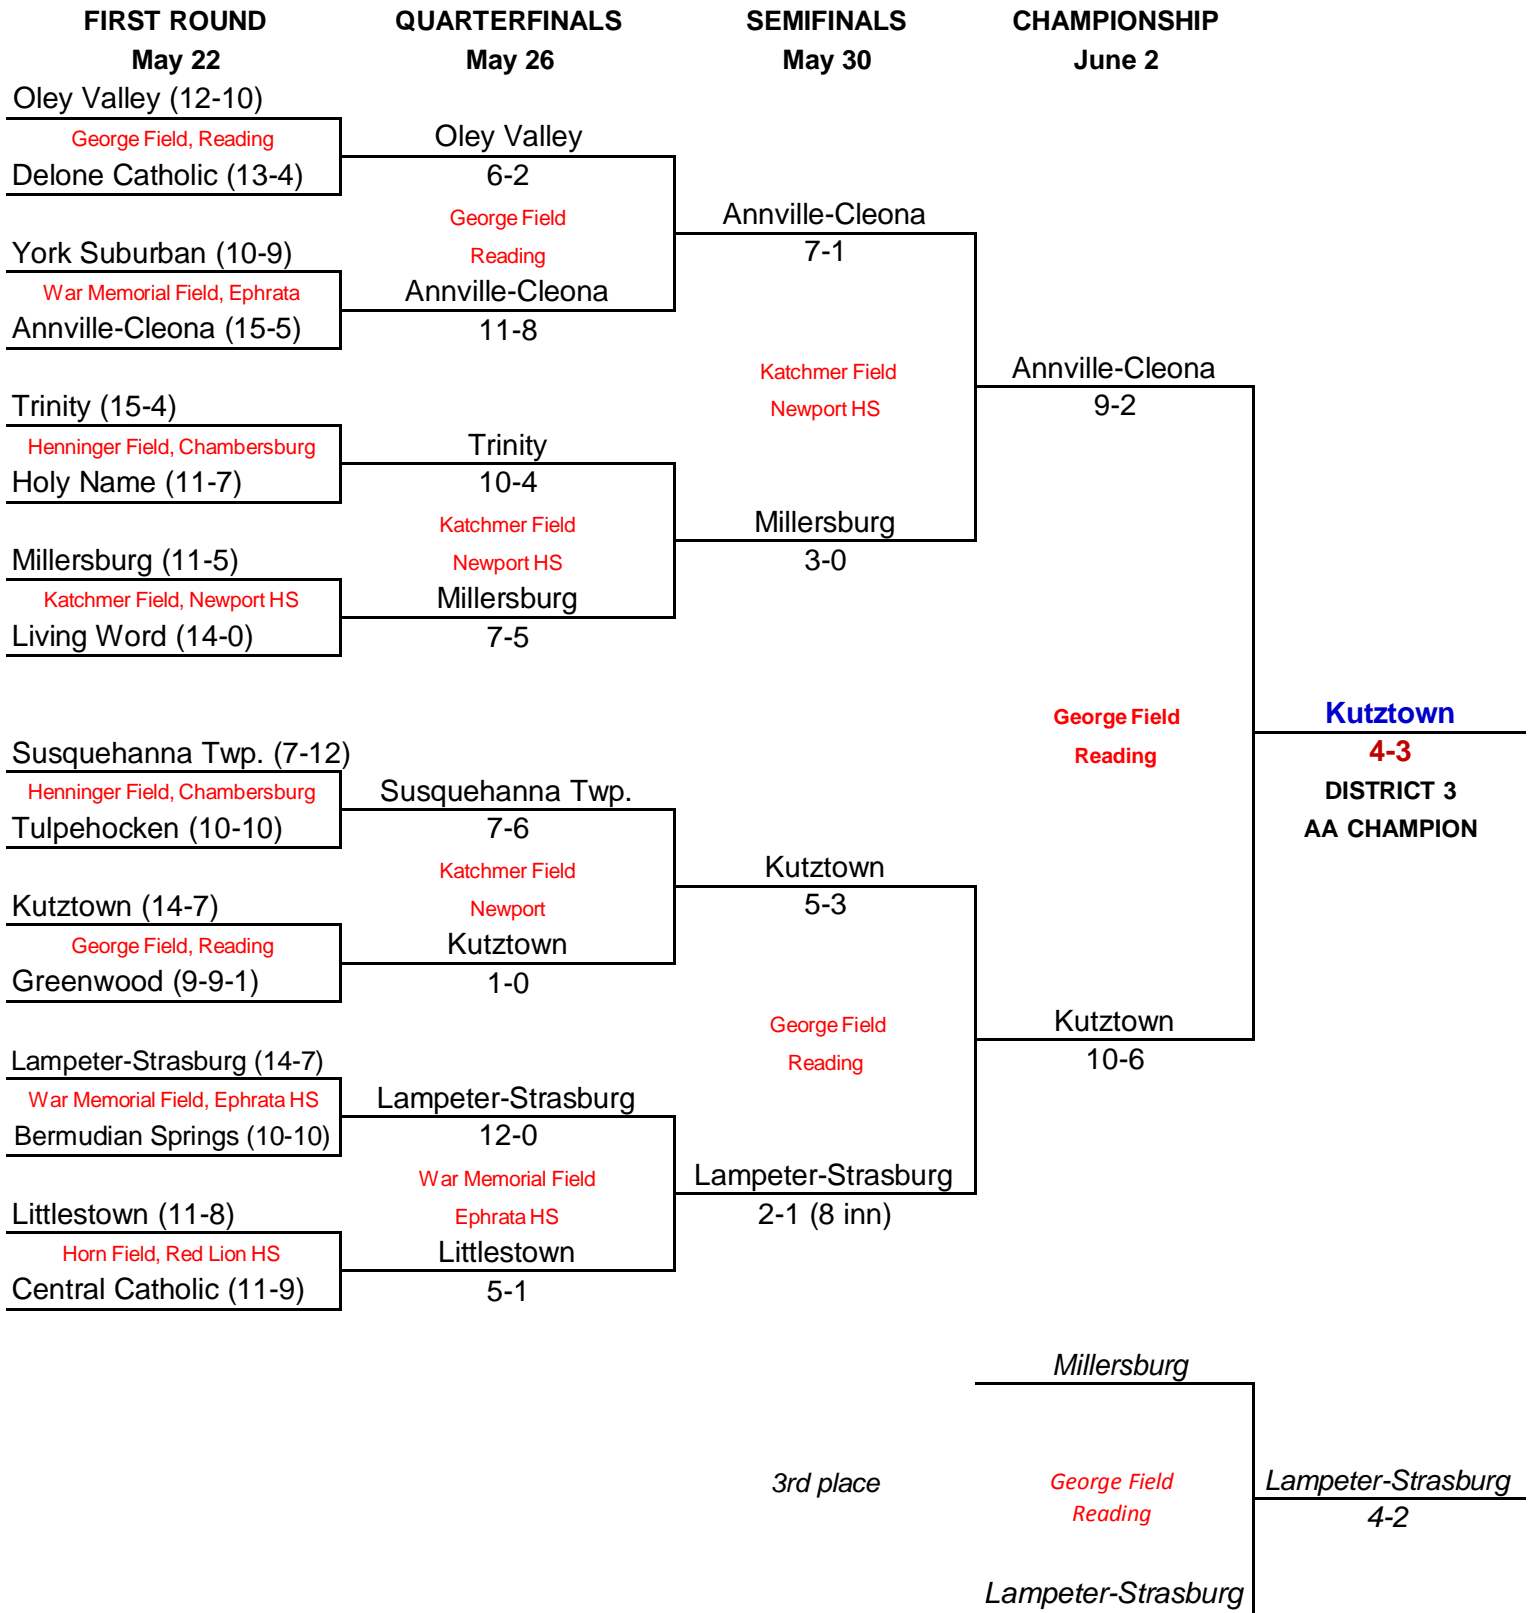 FIRST ROUND QUARTERFINALS SEMIFINALS CHAMPIONSHIP
May 22 May 26 May 30 June 2
Oley Valley (12-10)
George Field, Reading
Delone Catholic (13-4)
York Suburban (10-9)
War Memorial Field, Ephrata
Annville-Cleona (15-5)
Trinity (15-4)
Henninger Field, Chambersburg
Holy Name (11-7)
Millersburg (11-5)
Katchmer Field, Newport HS
Living Word (14-0)
Susquehanna Twp. (7-12)
Henninger Field, Chambersburg
Tulpehocken (10-10)
Kutztown (14-7)
George Field, Reading
Greenwood (9-9-1)
Lampeter-Strasburg (14-7)
War Memorial Field, Ephrata HS
Bermudian Springs (10-10)
Littlestown (11-8)
Horn Field, Red Lion HS
Central Catholic (11-9)
Oley Valley
6-2
George Field
Reading
Annville-Cleona
11-8
Trinity
10-4
Katchmer Field
Newport HS
Millersburg
7-5
Susquehanna Twp.
7-6
Katchmer Field
Newport
Kutztown
1-0
Lampeter-Strasburg
12-0
War Memorial Field
Ephrata HS
Littlestown
5-1
Annville-Cleona
7-1
Katchmer Field
Newport HS
Millersburg
3-0
Kutztown
5-3
George Field
Reading
Lampeter-Strasburg
2-1 (8 inn)
Annville-Cleona
9-2
George Field
Reading
Kutztown
10-6
Kutztown
4-3
DISTRICT 3
AA CHAMPION
Millersburg
3rd place
George Field
Reading
Lampeter-Strasburg
Lampeter-Strasburg
4-2